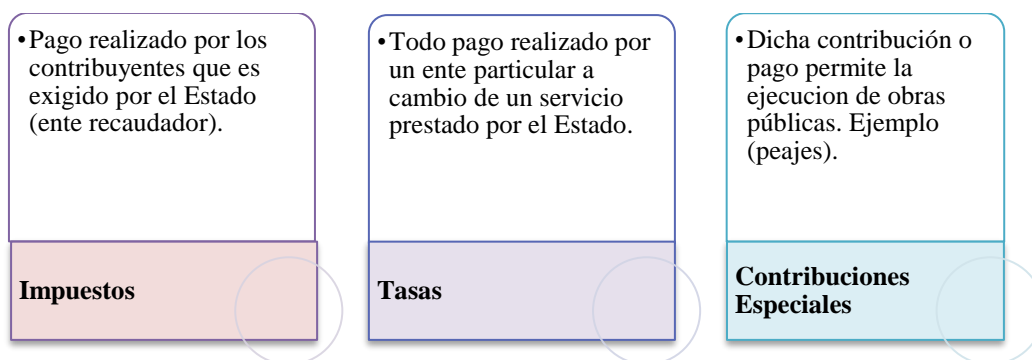 •Pago realizado por los
contribuyentes que es
exigido por el Estado
(ente recaudador).
Impuestos
•Todo pago realizado por
un ente particular a
cambio de un servicio
prestado por el Estado.
Tasas
•Dicha contribución o
pago permite la
ejecucion de obras
públicas. Ejemplo
(peajes).
Contribuciones
Especiales